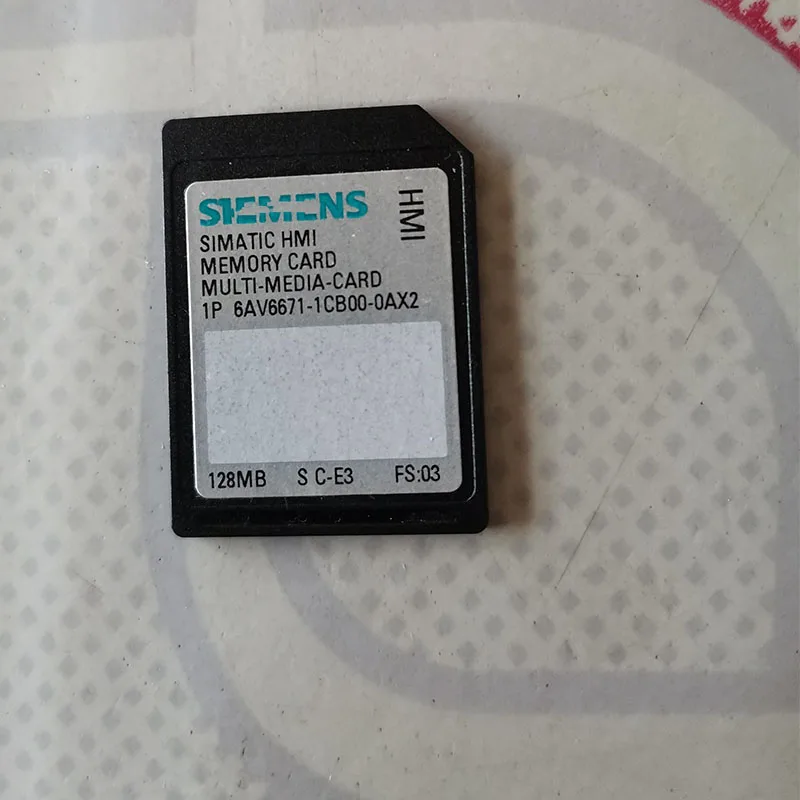 SIEMENS
HMI
SIMATIC HMI
MEMORY CARD
MULTI-MEDIA-CARD
1P 6AV6671-1CB00-0AX2
128MB S C-E3 FS:03